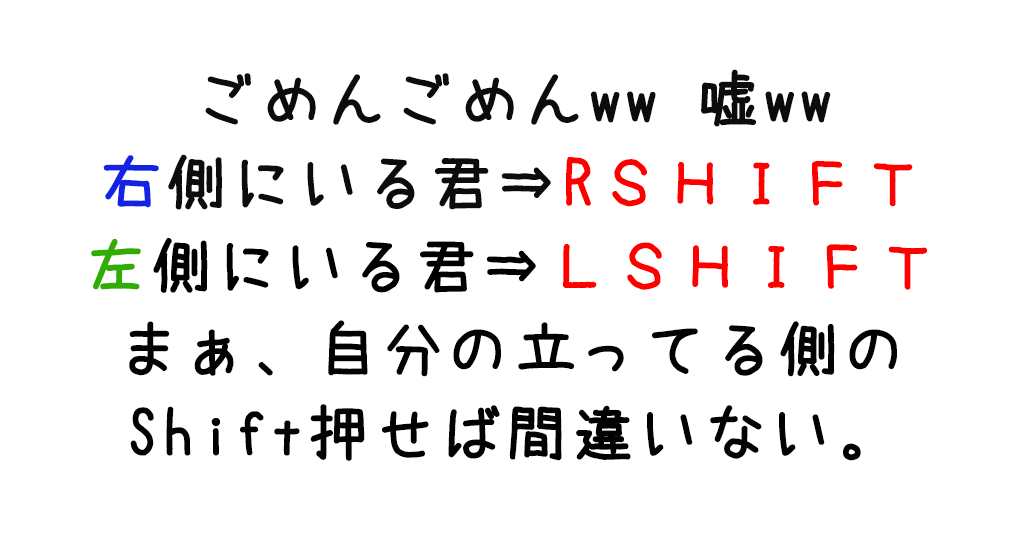 ごめんごめんww 嘘ww
右側にいる君⇒RＳＨＩＦＴ
左側にいる君⇒ＬＳＨＩＦＴ
まぁ、自分の立ってる側の
Shift押せば間違いない。